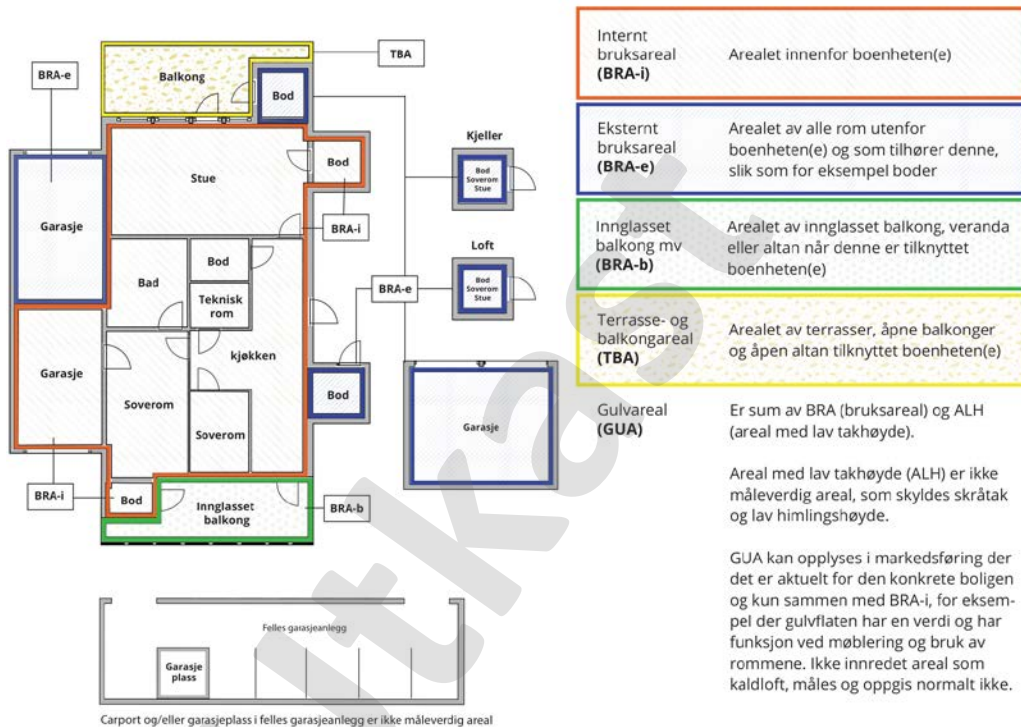 TBA
BRA-e
Balkong
Bod
Kjeller
Stue
Bod
Bod
Soverom
Stue
Garasje
BRA-i
Loft
Bod
Bad
BRA-e
Bod
Soverom
Stue
Teknisk
rom
kjøkken
Garasje
Soverom
Bod
Garasje
Soverom
BRA-i
Bod
Innglasset
balkong
BRA-b
Felles garasjeanlegg
Garasje
plass
Carport og/eller garasjeplass i felles garasjeanlegg er ikke måleverdig areal
Internt
bruksareal
(BRA-i)
Arealet innenfor boenheten(e)
Eksternt
bruksareal
(BRA-e)
Arealet av alle rom utenfor
boenheten(e) og som tilhører denne,
slik som for eksempel boder
Innglasset
balkong mv
(BRA-b)
Arealet av innglasset balkong, veranda
eller altan når denne er tilknyttet
boenheten(e)
Terrasse- og
balkongareal
(TBA)
Arealet av terrasser, åpne balkonger
og åpen altan tilknyttet boenheten(e)
Gulvareal
(GUA)
Er sum av BRA (bruksareal) og ALH
(areal med lav takhøyde).
Areal med lav takhøyde (ALH) er ikke
måleverdig areal, som skyldes skråtak
og lav himlingshøyde.
GUA kan opplyses i markedsføring der
det er aktuelt for den konkrete boligen
og kun sammen med BRA-i, for eksem-
pel der gulvflaten har en verdi og har
funksjon ved møblering og bruk av
rommene. Ikke innredet areal som
kaldloft, måles og oppgis normalt ikke.